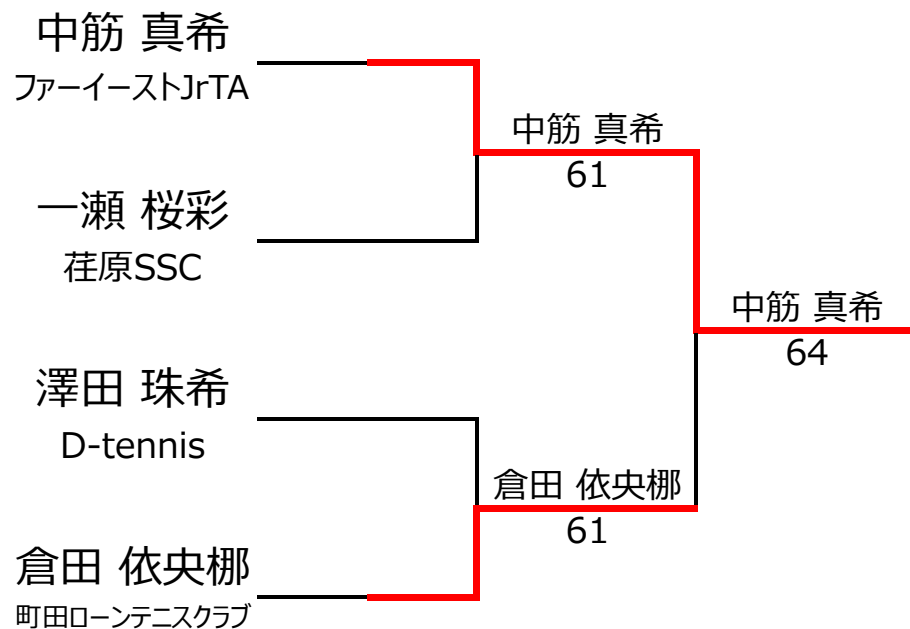 中筋 真希
ファーイーストJrTA
中筋 真希
61
一瀬 桜彩
荏原SSC
中筋 真希
64
澤田 珠希
D-tennis
倉田 依央梛
61
倉田 依央梛
町田ローンテニスクラブ